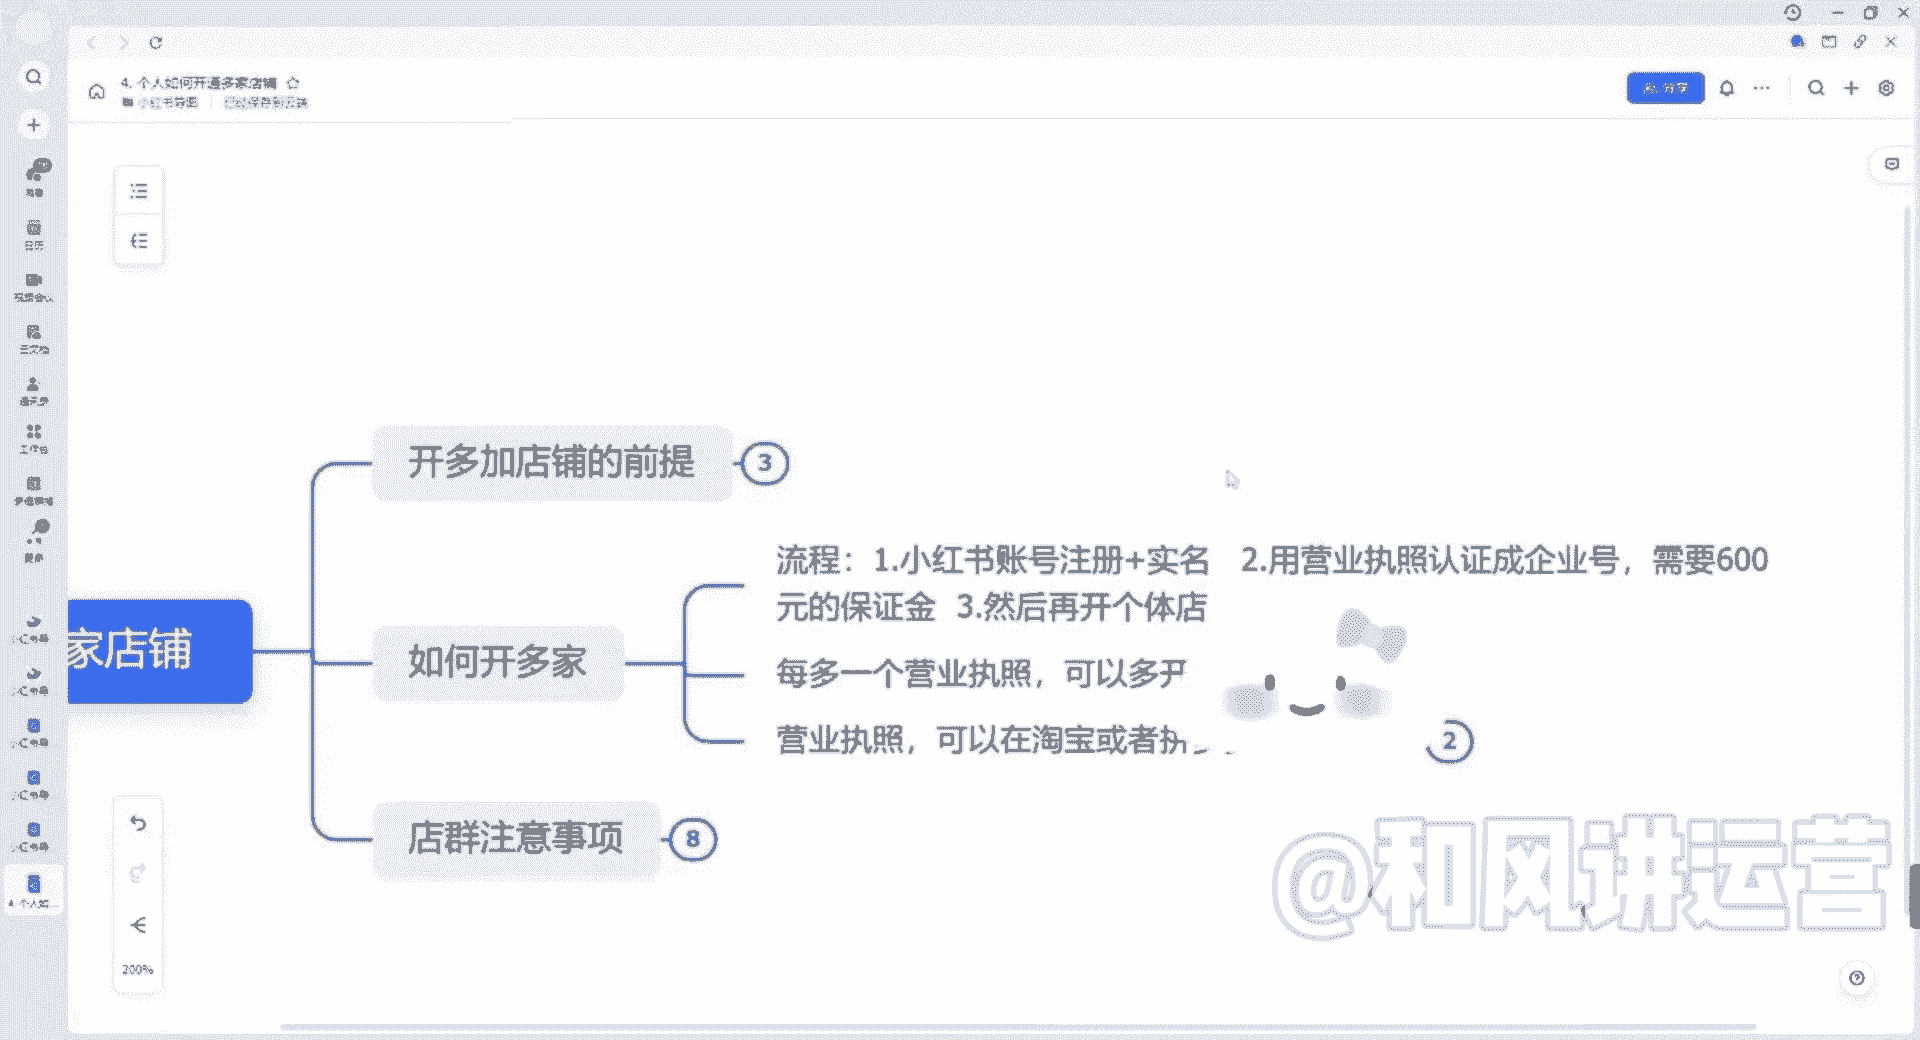 4. 个人如何开通多家店铺
小红书导图
分享
开多加店铺的前提
3
流程：1.小红书账号注册+实名 2.用营业执照认证成企业号，需要600
元的保证金 3.然后再开个体店
家店铺
如何开多家
每多一个营业执照，可以多开
营业执照，可以在淘宝或者
2
店群注意事项
8
@和风讲运营
200%